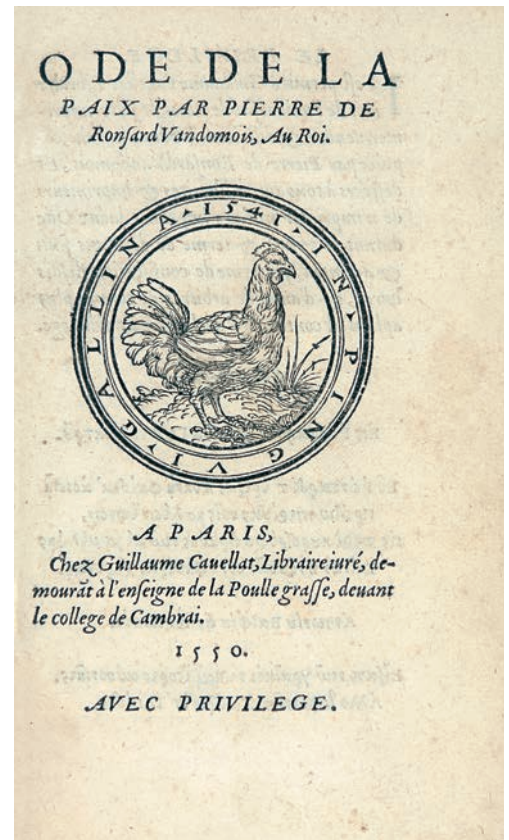 ODE DE LA
PAIX PAR PIERRE DE
Ronſard Vandomois, Au Roi.
IN · PINGVI · GALLINA · 1541 ·
A PARIS,
Chez Guillaume Cauellat, Libraire iuré, de-
mourāt à l'enſeigne de la Poulle graſſe, deuant
le college de Cambrai.
1550.
AVEC PRIVILEGE.